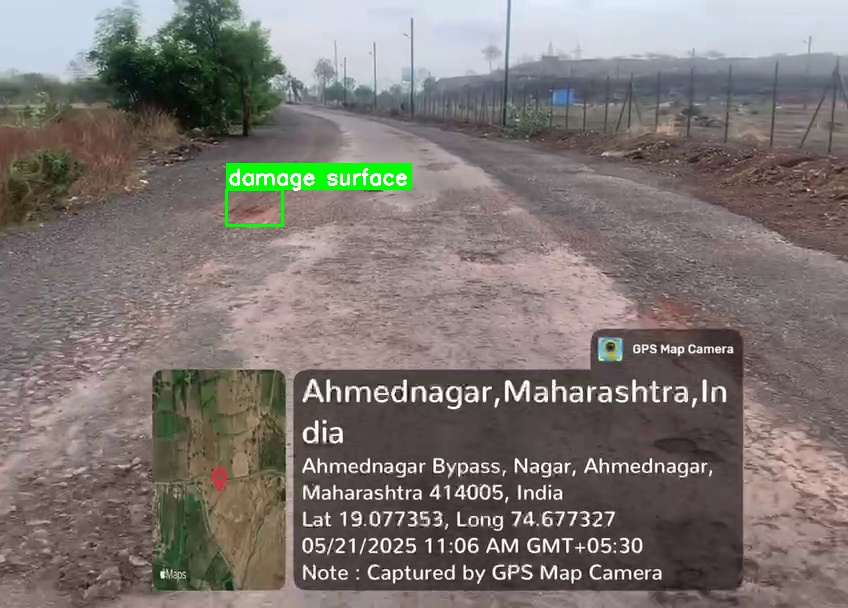 damage surface
GPS Map Camera
Ahmednagar,Maharashtra,In
dia
Ahmednagar Bypass, Nagar, Ahmednagar,
Maharashtra 414005, India
Lat 19.077353, Long 74.677327
05/21/2025 11:06 AM GMT+05:30
Note : Captured by GPS Map Camera
Maps